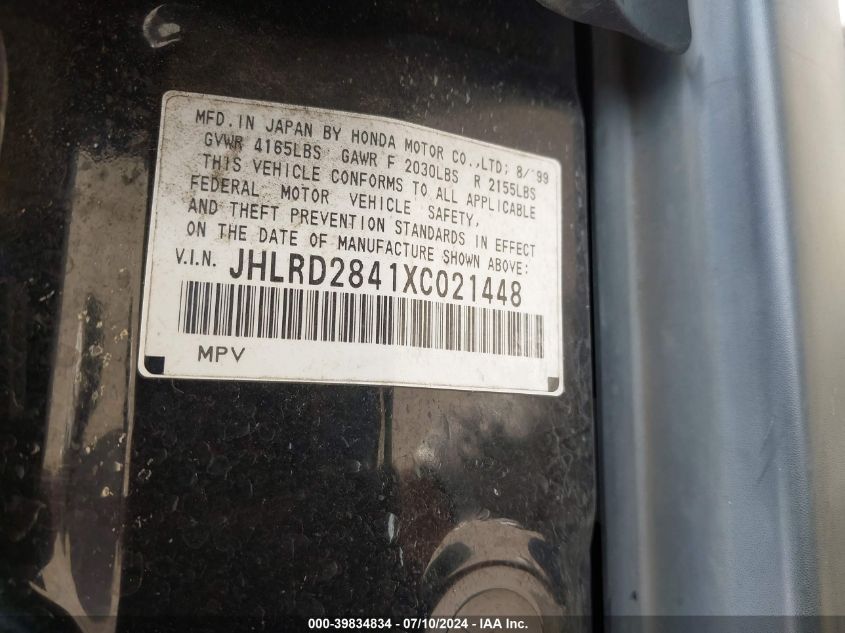 MFD. IN JAPAN BY HONDA MOTOR CO.,LTD; 8/'99
GVWR 4165LBS GAWR F 2030LBS R 2155LBS
THIS VEHICLE CONFORMS TO ALL APPLICABLE
FEDERAL MOTOR VEHICLE SAFETY,
AND THEFT PREVENTION STANDARDS IN EFFECT
ON THE DATE OF MANUFACTURE SHOWN ABOVE:
V.I.N. JHLRD2841XC021448
MPV
000-39834834 / 07/10/2024 - IAA Inc.